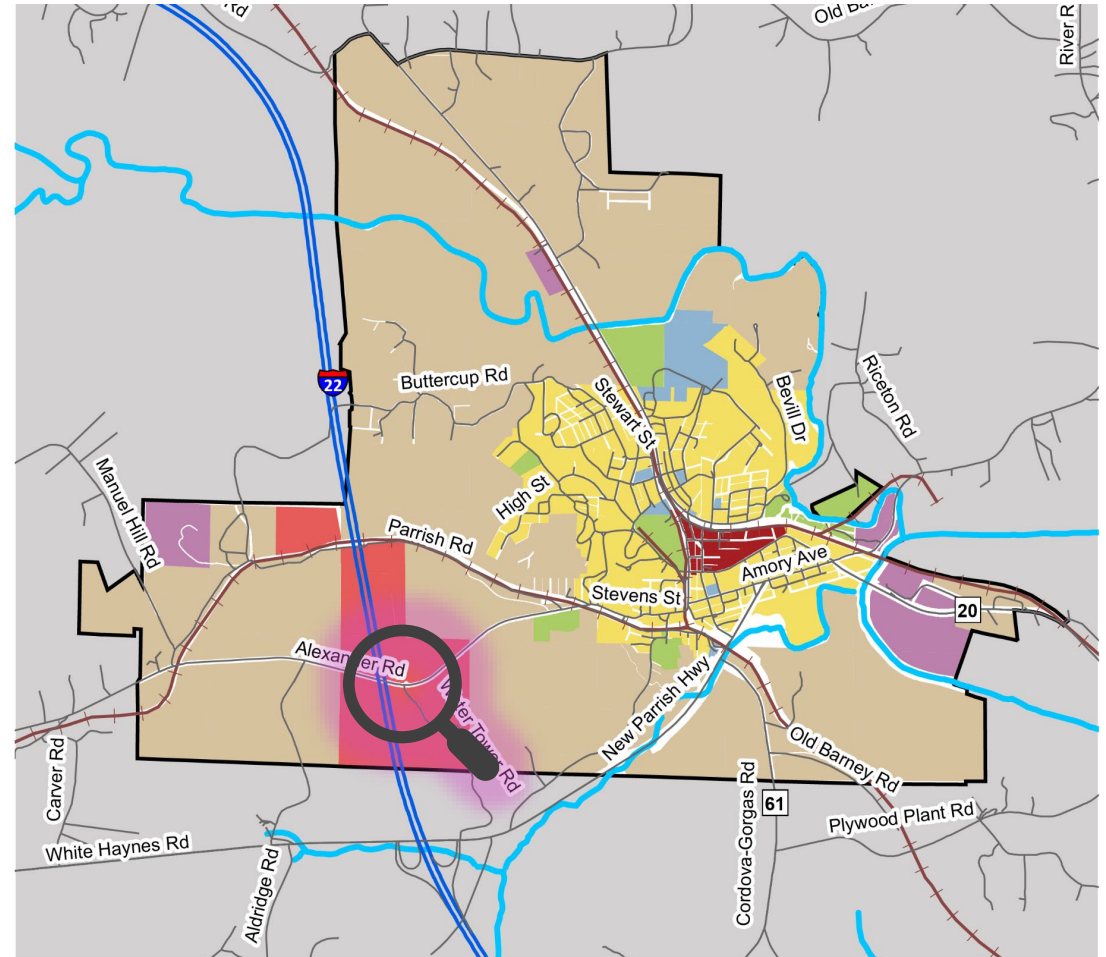 Rd
Old Ba
River R
22
Buttercup Rd
Stewart St
Bevill Dr
Riceton Rd
Manuel Hill Rd
High St
Parrish Rd
Amory Ave
Stevens St
20
Alexander Rd
Water Tower Rd
New Parrish Hwy
Old Barney Rd
Carver Rd
61
Plywood Plant Rd
White Haynes Rd
Aldridge Rd
Cordova-Gorgas Rd